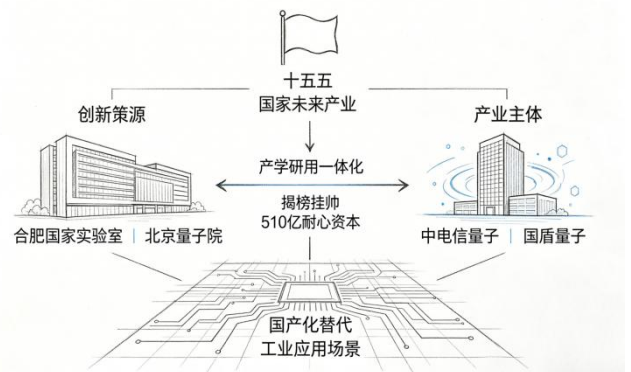 十五五
国家未来产业
创新策源
产业主体
产学研用一体化
揭榜挂帅
510亿耐心资本
合肥国家实验室 | 北京量子院
中电信量子 | 国盾量子
国产化替代
工业应用场景